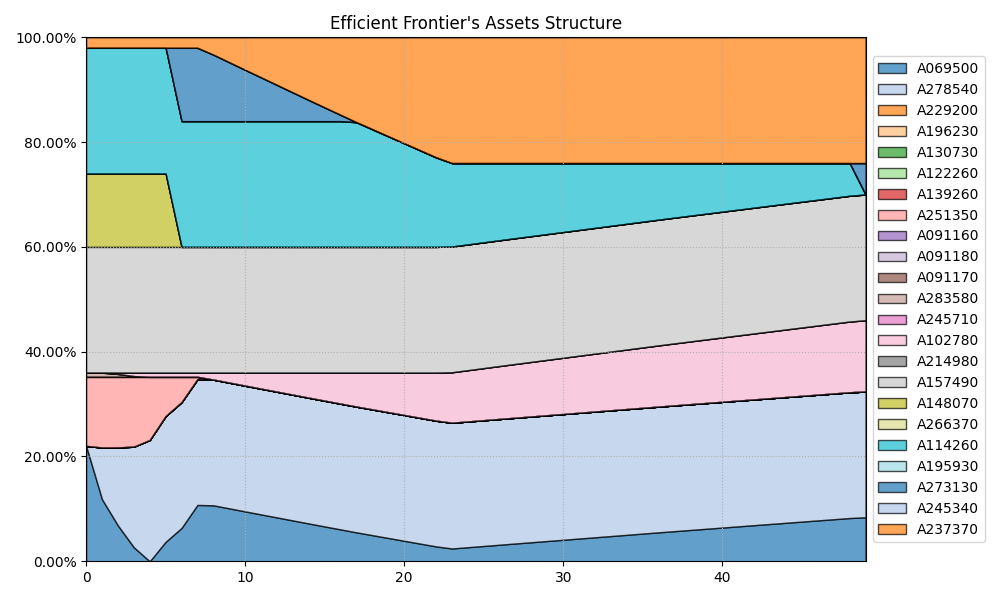 Efficient Frontier's Assets Structure
100.00%
80.00%
60.00%
40.00%
20.00%
0.00%
0
10
20
30
40
A069500
A278540
A229200
A196230
A130730
A122260
A139260
A251350
A091160
A091180
A091170
A283580
A245710
A102780
A214980
A157490
A148070
A266370
A114260
A195930
A273130
A245340
A237370